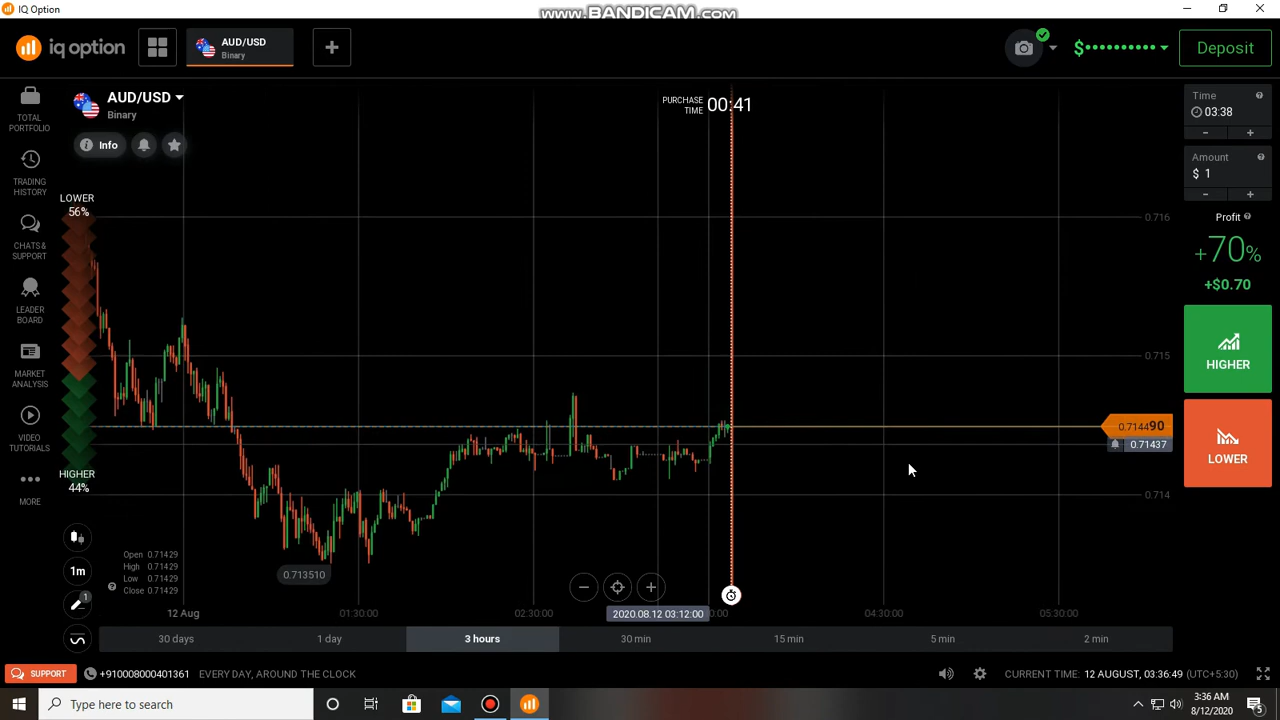 IQ Option
www.BANDICAM.com
iq option
AUD/USD
Binary
$••••••••••
Deposit
TOTAL
PORTFOLIO
TRADING
HISTORY
CHATS &
SUPPORT
LEADER
BOARD
MARKET
ANALYSIS
VIDEO
TUTORIALS
MORE
AUD/USD
Binary
Info
LOWER
56%
HIGHER
44%
1m
1
Open 0.71429
High 0.71429
Low 0.71429
Close 0.71429
PURCHASE
TIME
00:41
0.716
0.715
0.714490
0.71437
0.714
0.713510
12 Aug
01:30:00
02:30:00
2020.08.12 03:12:00
0:00
04:30:00
05:30:00
30 days
1 day
3 hours
30 min
15 min
5 min
2 min
Time
03:38
- +
Amount
$ 1
- +
Profit
+70%
+$0.70
HIGHER
LOWER
SUPPORT
+910008000401361
EVERY DAY, AROUND THE CLOCK
CURRENT TIME: 12 AUGUST, 03:36:49 (UTC+5:30)
Type here to search
3:36 AM
8/12/2020
5